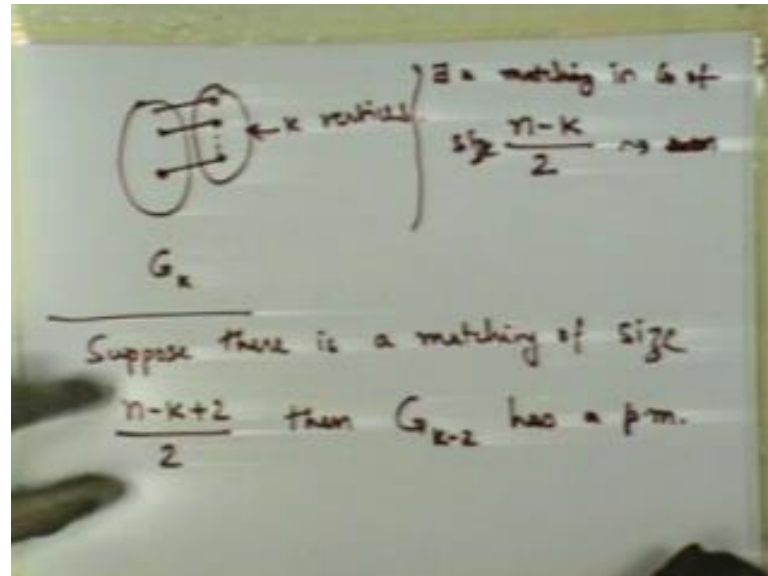 ← k vertices
∃ a matching in G of
size n-k/2 ⇝
G_k
Suppose there is a matching of size
n-k+2/2 then G_{k-2} has a p.m.